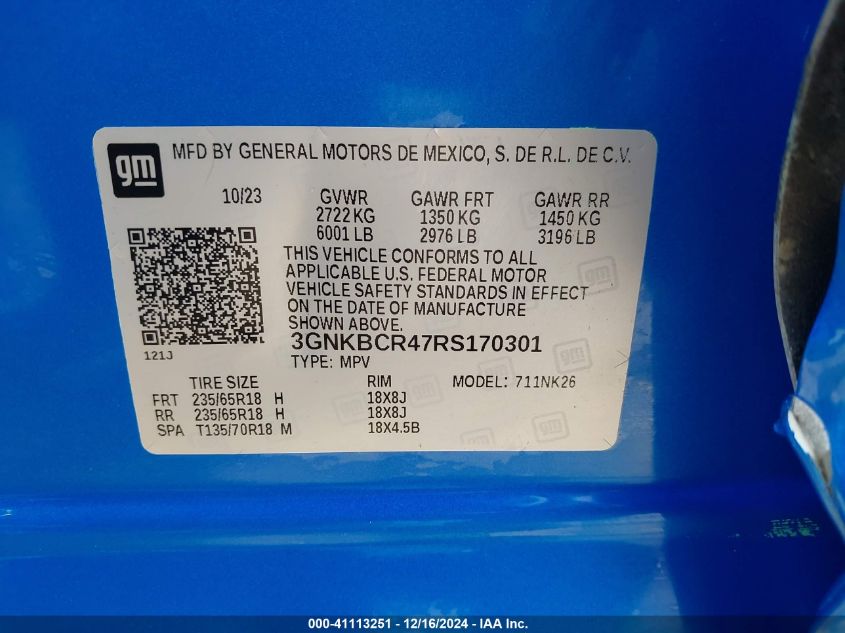 gm MFD BY GENERAL MOTORS DE MEXICO, S. DE R.L. DE C.V.
10/23 GVWR GAWR FRT GAWR RR
2722 KG 1350 KG 1450 KG
6001 LB 2976 LB 3196 LB
THIS VEHICLE CONFORMS TO ALL
APPLICABLE U.S. FEDERAL MOTOR
VEHICLE SAFETY STANDARDS IN EFFECT
ON THE DATE OF MANUFACTURE
SHOWN ABOVE.
3GNKBCR47RS170301
121J TYPE: MPV
TIRE SIZE RIM MODEL: 711NK26
FRT 235/65R18 H 18X8J
RR 235/65R18 H 18X8J
SPA T135/70R18 M 18X4.5B
000-41113251 - 12/16/2024 - IAA Inc.